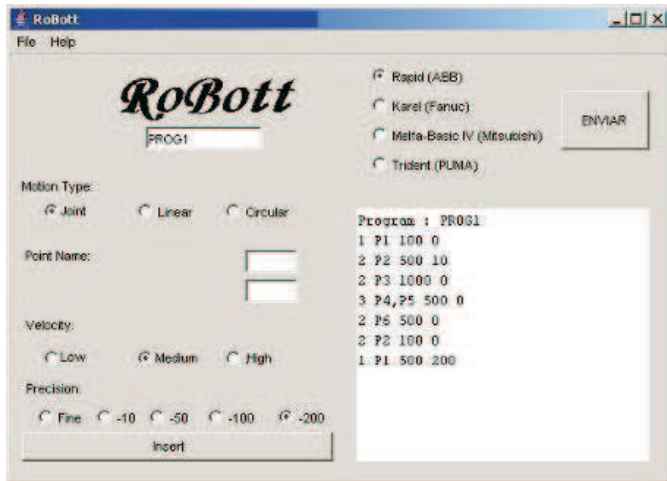 RoBott
File Help
RoBott
PROG1
Rapid (ABB)
Karel (Fanuc)
Melfa-Basic IV (Mitsubishi)
Trident (PUMA)
ENVIAR
Motion Type:
Joint Linear Circular
Point Name:
Velocity:
Low Medium High
Precision:
Fine -10 -50 -100 -200
Insert
Program : PROG1
1 P1 100 0
2 P2 500 10
2 P3 1000 0
3 P4,P5 500 0
2 P6 500 0
2 P2 100 0
1 P1 500 200